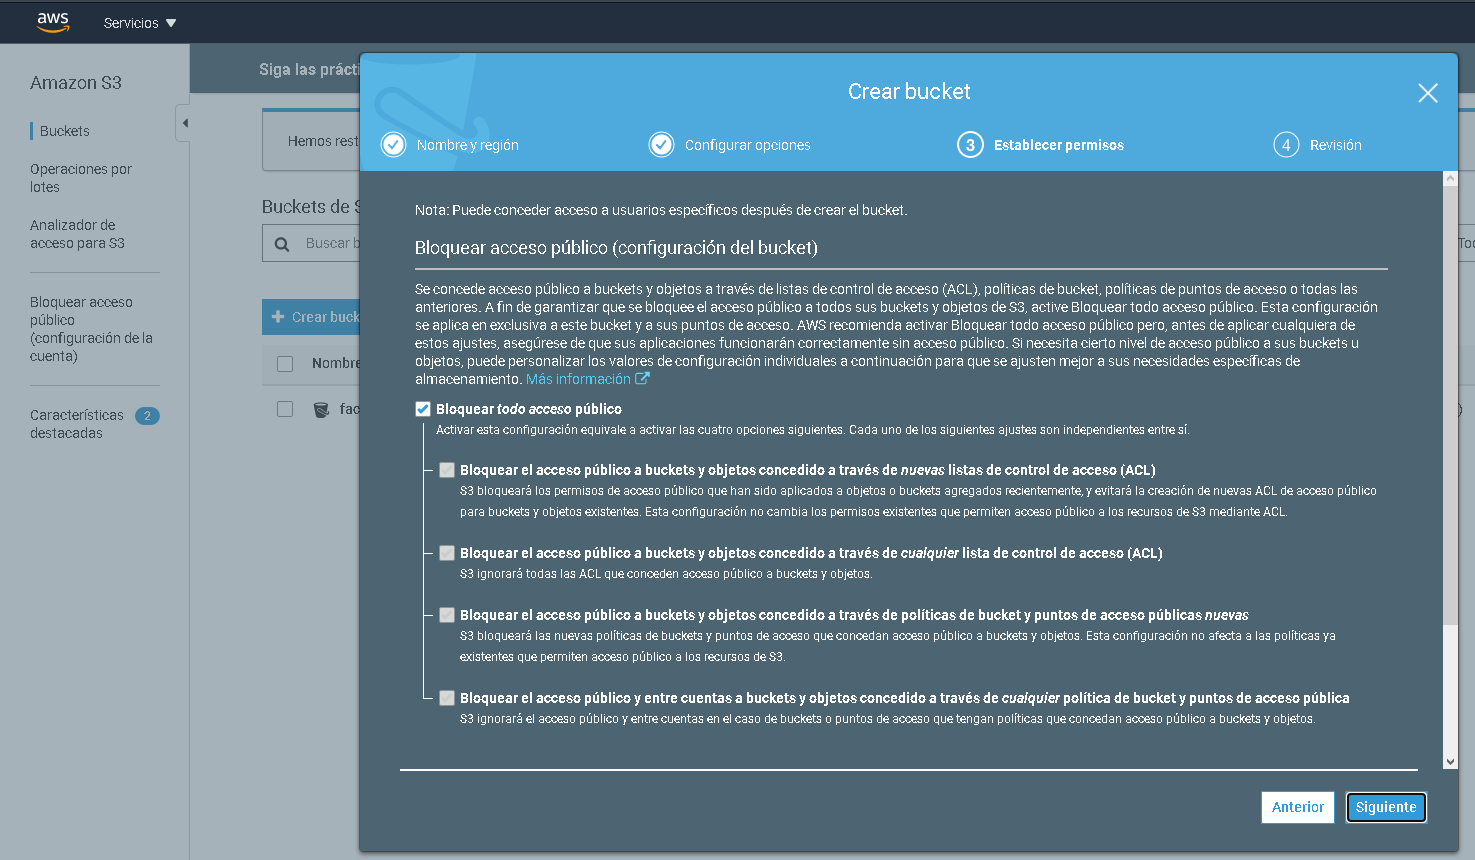 aws
Servicios
Amazon S3
Buckets
Operaciones por
lotes
Analizador de
acceso para S3
Bloquear acceso
público
(configuración de la
cuenta)
Características 2
destacadas
Siga las prácti
Hemos rest
Buckets de S
Buscar b
Crear buck
Nombre
fac
Crear bucket
Nombre y región
Configurar opciones
3 Establecer permisos
4 Revisión
Nota: Puede conceder acceso a usuarios específicos después de crear el bucket.
Bloquear acceso público (configuración del bucket)
Se concede acceso público a buckets y objetos a través de listas de control de acceso (ACL), políticas de bucket, políticas de puntos de acceso o todas las
anteriores. A fin de garantizar que se bloquee el acceso público a todos sus buckets y objetos de S3, active Bloquear todo acceso público. Esta configuración
se aplica en exclusiva a este bucket y a sus puntos de acceso. AWS recomienda activar Bloquear todo acceso público pero, antes de aplicar cualquiera de
estos ajustes, asegúrese de que sus aplicaciones funcionarán correctamente sin acceso público. Si necesita cierto nivel de acceso público a sus buckets u
objetos, puede personalizar los valores de configuración individuales a continuación para que se ajusten mejor a sus necesidades específicas de
almacenamiento. Más información
Bloquear todo acceso público
Activar esta configuración equivale a activar las cuatro opciones siguientes. Cada uno de los siguientes ajustes son independientes entre sí.
Bloquear el acceso público a buckets y objetos concedido a través de nuevas listas de control de acceso (ACL)
S3 bloqueará los permisos de acceso público que han sido aplicados a objetos o buckets agregados recientemente, y evitará la creación de nuevas ACL de acceso público
para buckets y objetos existentes. Esta configuración no cambia los permisos existentes que permiten acceso público a los recursos de S3 mediante ACL.
Bloquear el acceso público a buckets y objetos concedido a través de cualquier lista de control de acceso (ACL)
S3 ignorará todas las ACL que conceden acceso público a buckets y objetos.
Bloquear el acceso público a buckets y objetos concedido a través de políticas de bucket y puntos de acceso públicas nuevas
S3 bloqueará las nuevas políticas de buckets y puntos de acceso que concedan acceso público a buckets y objetos. Esta configuración no afecta a las políticas ya
existentes que permiten acceso público a los recursos de S3.
Bloquear el acceso público y entre cuentas a buckets y objetos concedido a través de cualquier política de bucket y puntos de acceso pública
S3 ignorará el acceso público y entre cuentas en el caso de buckets o puntos de acceso que tengan políticas que concedan acceso público a buckets y objetos.
Anterior
Siguiente
Too